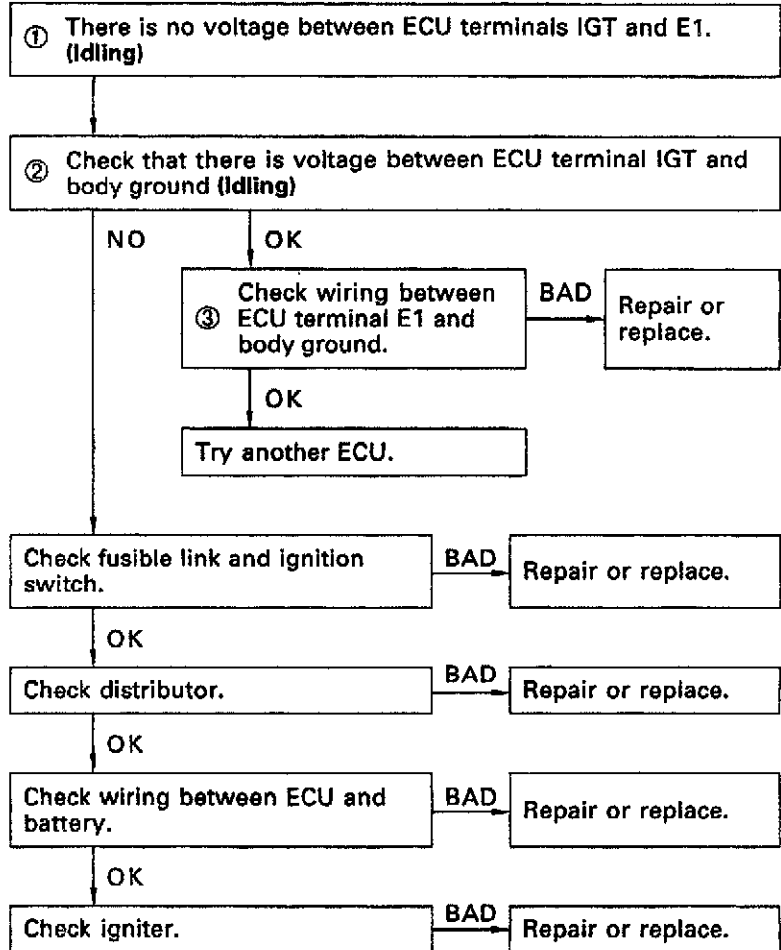 ① There is no voltage between ECU terminals IGT and E1.
(Idling)
② Check that there is voltage between ECU terminal IGT and
body ground (Idling)
NO
OK
③ Check wiring between
ECU terminal E1 and
body ground.
BAD
Repair or
replace.
OK
Try another ECU.
Check fusible link and ignition
switch.
BAD
Repair or replace.
OK
Check distributor.
BAD
Repair or replace.
OK
Check wiring between ECU and
battery.
BAD
Repair or replace.
OK
Check igniter.
BAD
Repair or replace.